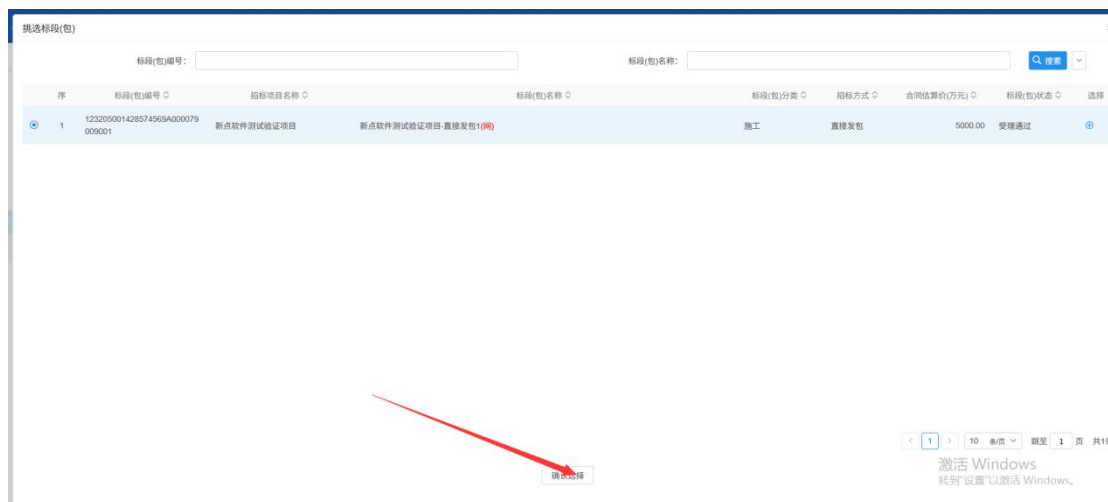 挑选标段(包)
标段(包)编号： 标段(包)名称： 搜索
序 标段(包)编号 招标项目名称 标段(包)名称 标段(包)分类 招标方式 合同估算价(万元) 标段(包)状态 选择
1 123205001428574569A000079009001 新点软件测试验证项目 新点软件测试验证项目-直接发包1(网) 施工 直接发包 5000.00 受理通过
< 1 > 10 条/页 跳至 1 页 共1
激活 Windows
转到"设置"以激活 Windows。
确认选择